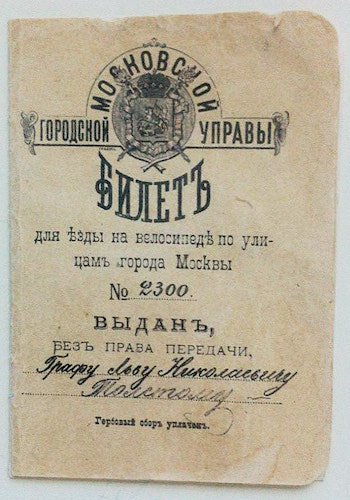 МОСКОВСКОЙ
ГОРОДСКОЙ УПРАВЫ
БИЛЕТЪ
для ѣзды на велосипедѣ по ули-
цамъ города Москвы
№ 2300.
ВЫДАНЪ,
БЕЗЪ ПРАВА ПЕРЕДАЧИ,
Графу Льву Николаевичу
Толстому
Гербовый сборъ уплаченъ.